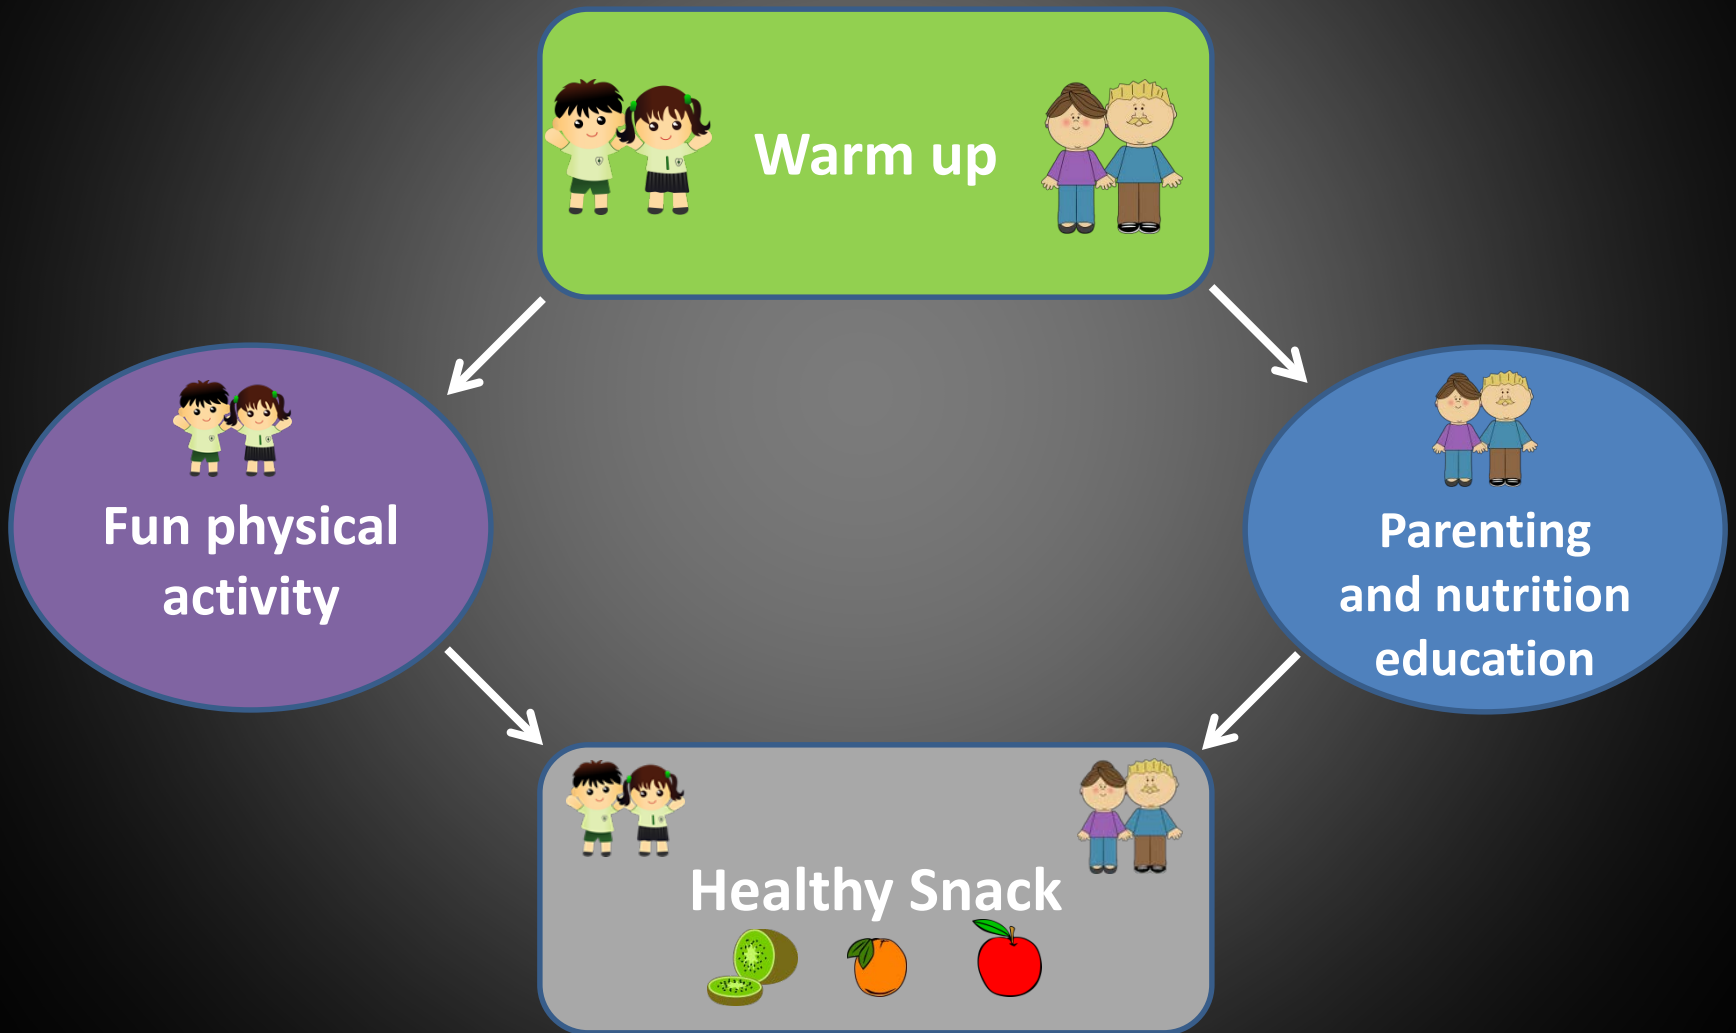 Warm up
Fun physical
activity
Parenting
and nutrition
education
Healthy Snack